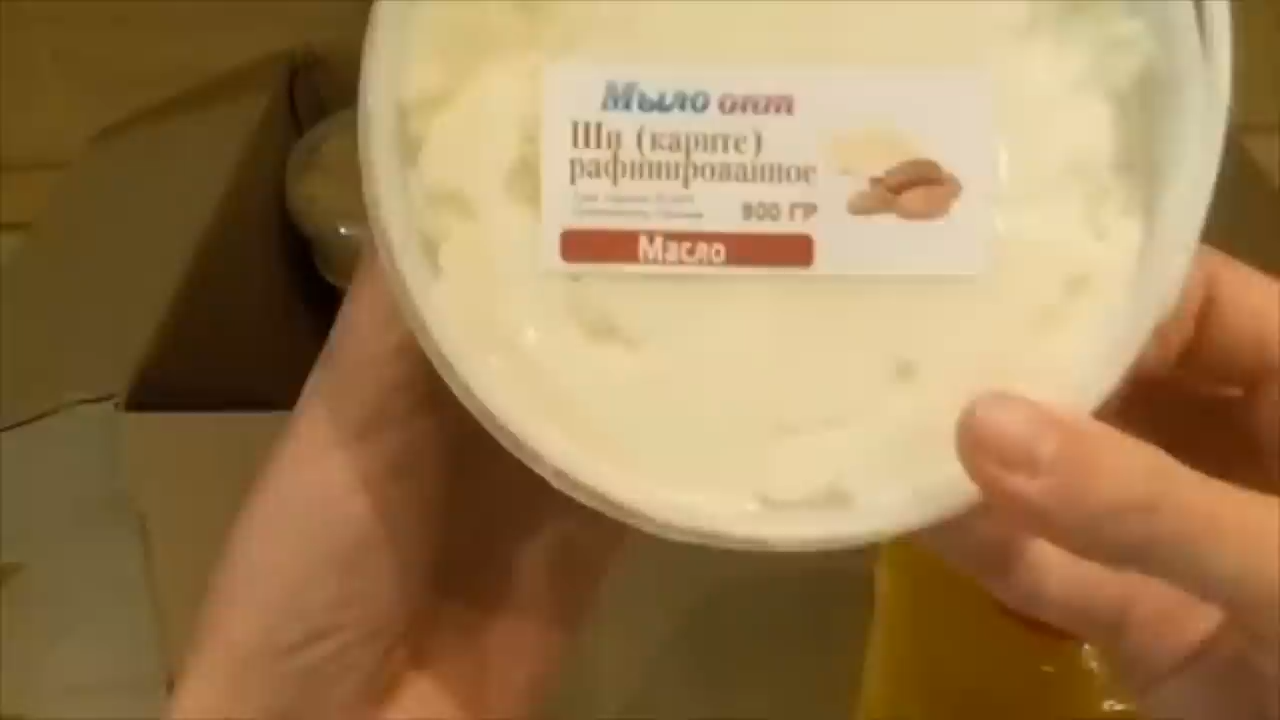 Мыло опт
Ши (карите)
рафинированное
900 ГР
Масло